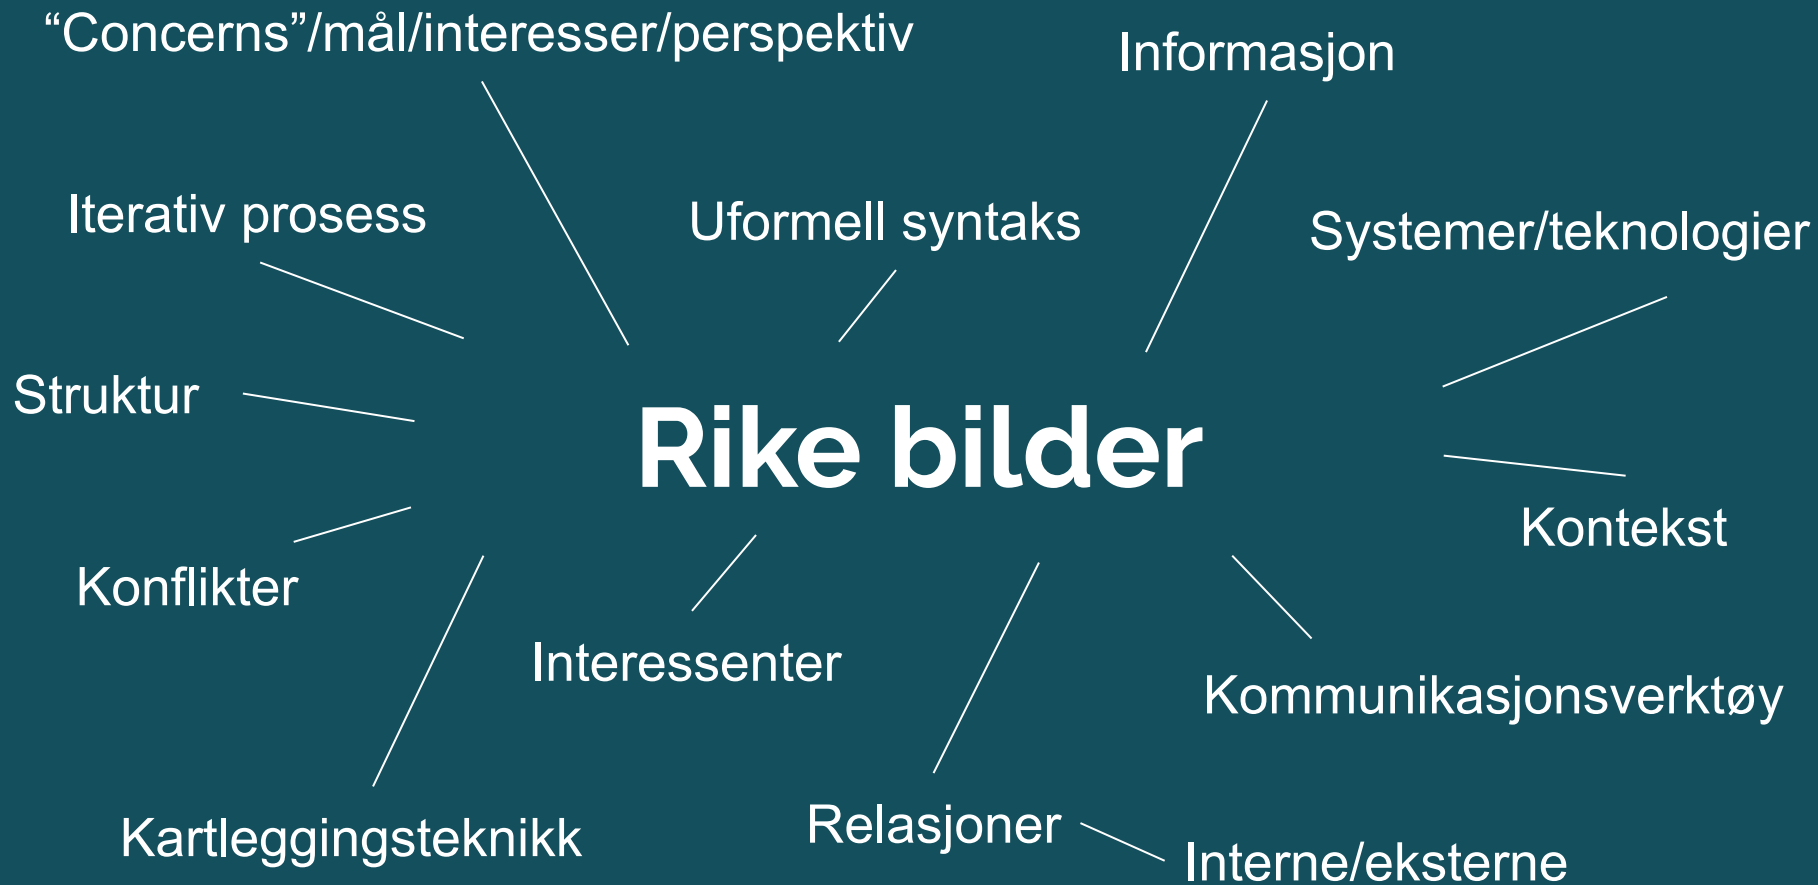 “Concerns”/mål/interesser/perspektiv
Informasjon
Iterativ prosess
Uformell syntaks
Systemer/teknologier
Struktur
Rike bilder
Kontekst
Konflikter
Interessenter
Kommunikasjonsverktøy
Kartleggingsteknikk
Relasjoner
Interne/eksterne